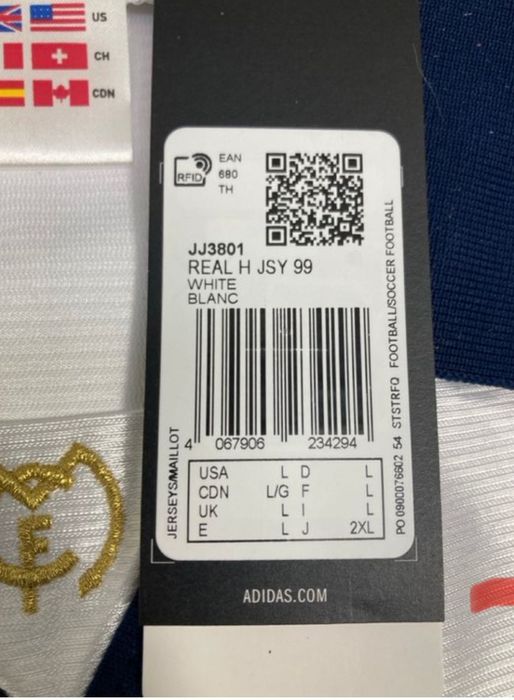 US
CH
CDN
RFID
EAN
680
TH
JJ3801
REAL H JSY 99
WHITE
BLANC
4 067906 234294
USA L D L
CDN L/G F L
UK L I L
E L J 2XL
JERSEYS/MAILLOT
PO 0900076602 54 STSTRFQ FOOTBALL/SOCCER FOOTBALL
ADIDAS.COM